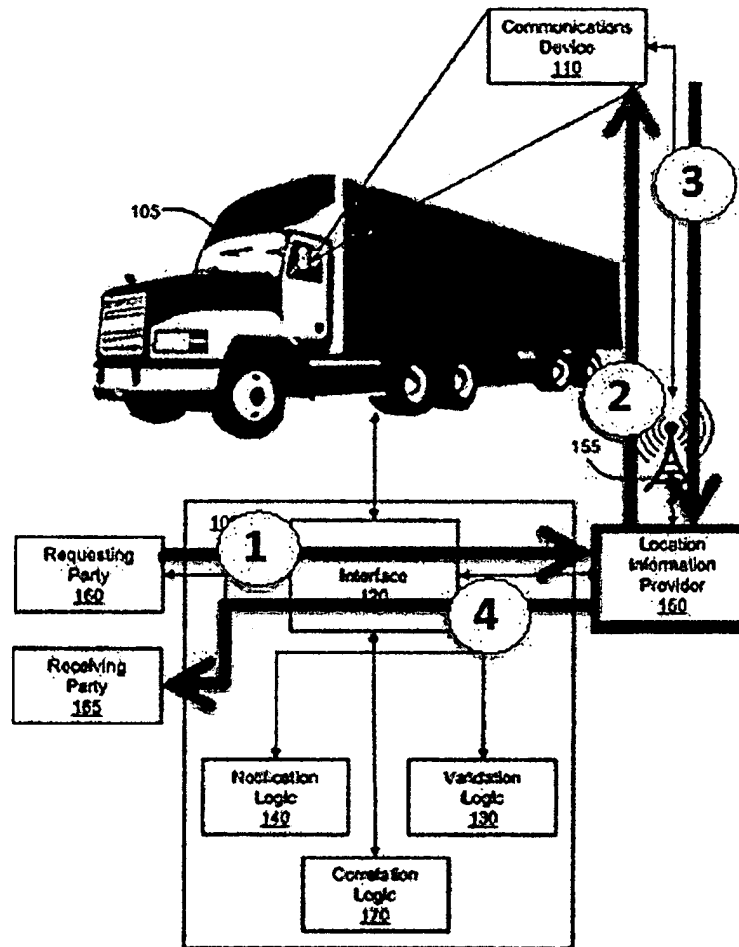 Communications
Device
110
3
105
2
155
1
Requesting
Party
160
Interface
120
Location
Information
Provider
4
Receiving
Party
165
Notification
Logic
140
Validation
Logic
130
Correlation
Logic
170